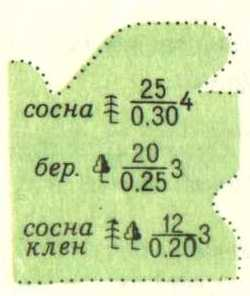 сосна 25/0.30 4
бер. 20/0.25 3
сосна клен 12/0.20 3